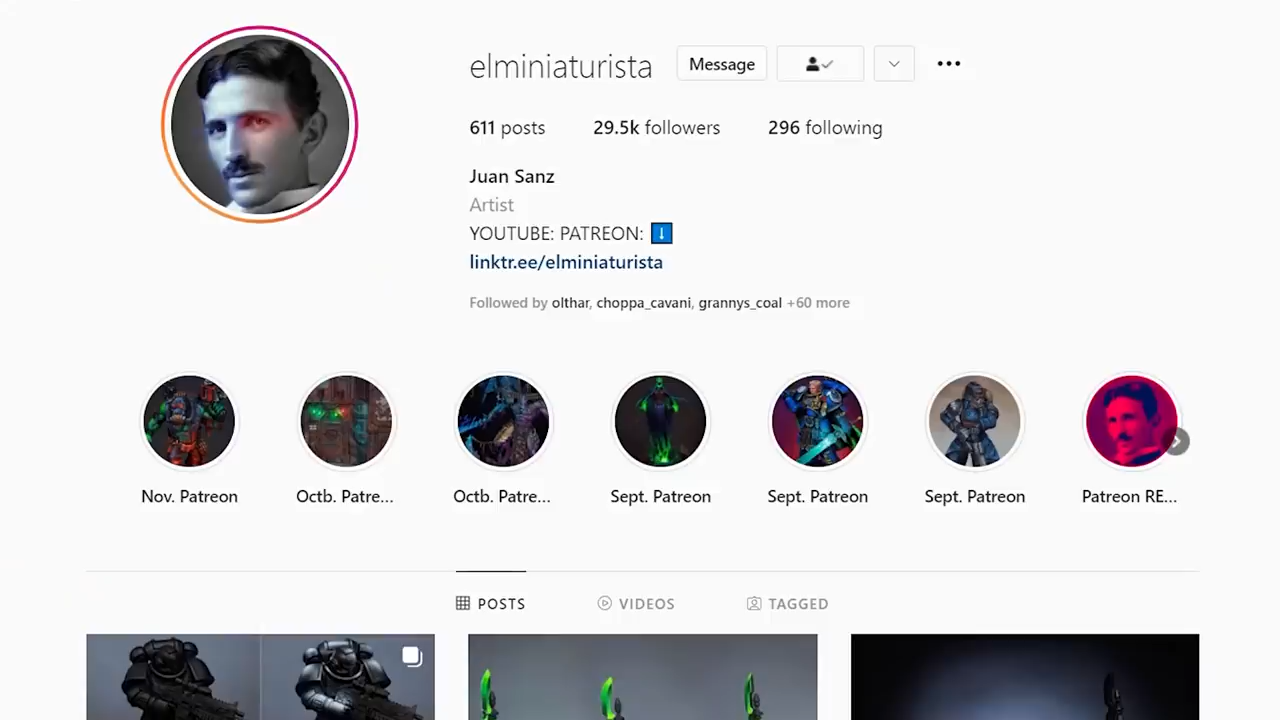 elminiaturista Message
611 posts 29.5k followers 296 following
Juan Sanz
Artist
YOUTUBE: PATREON: ⬇️
linktr.ee/elminiaturista
Followed by olthar, choppa_cavani, grannys_coal +60 more
Nov. Patreon Octb. Patre... Octb. Patre... Sept. Patreon Sept. Patreon Sept. Patreon Patreon RE...
POSTS VIDEOS TAGGED